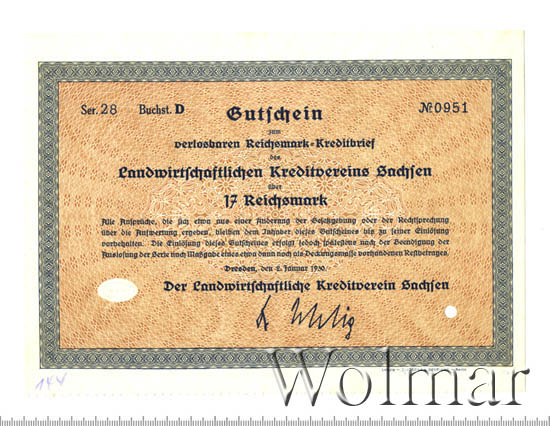 Ser. 28 Buchst. D Gutschein № 0951
zum
verlosbaren Reichsmark-Kreditbrief
des
Landwirtschaftlichen Kreditvereins Sachsen
über
17 Reichsmark
Alle Ansprüche, die sich etwa aus einer Änderung der Gesetzgebung oder der Rechtsprechung
über die Aufwertung ergeben, bleiben dem Inhaber dieses Gutscheines bis zu seiner Einlösung
vorbehalten. Die Einlösung dieses Gutscheines erfolgt jedoch spätestens nach der Beendigung der
Auslosung der Serie nach Maßgabe eines etwa dann noch als Deckungsmasse vorhandenen Restbetrages.
Dresden, den 2. Januar 1930.
Der Landwirtschaftliche Kreditverein Sachsen
144
Wolmar